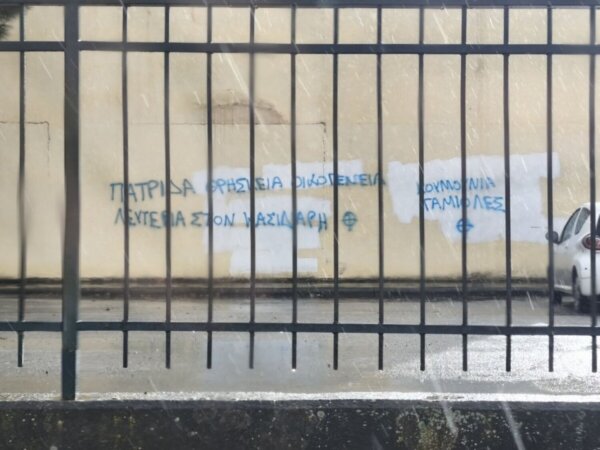 ΠΑΤΡΙΔΑ ΘΡΗΣΚΕΙΑ ΟΙΚΟΓΕΝΕΙΑ
ΛΕΥΤΕΡΙΑ ΣΤΟΝ ΚΑΣΙΔΙΑΡΗ
ΚΟΥΜΟΥΝΙΑ
ΓΑΜΙΟΛΕΣ